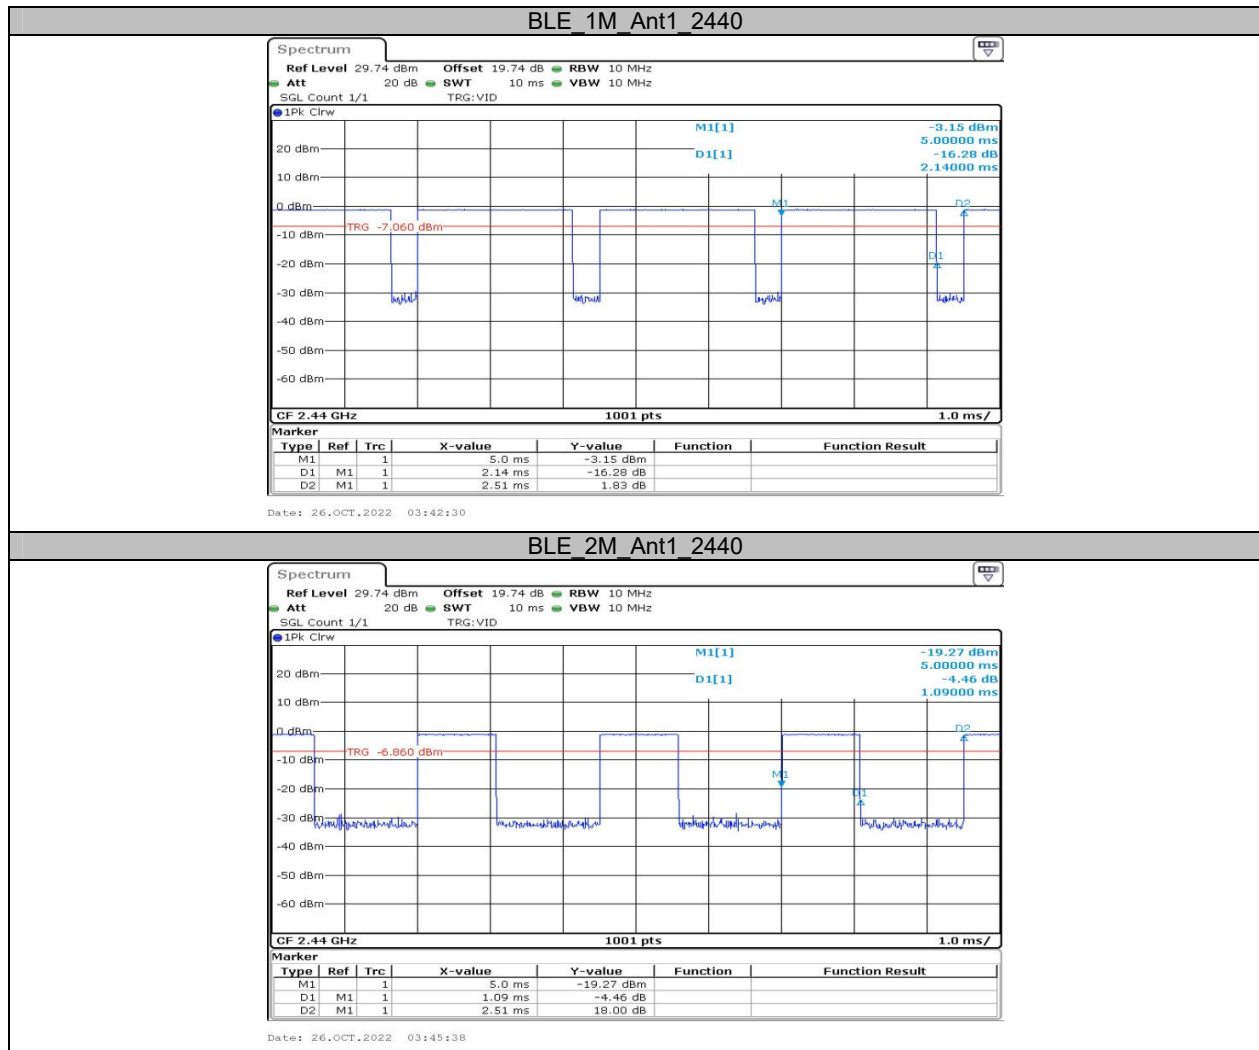 BLE_1M_Ant1_2440
Spectrum
Ref Level 29.74 dBm Offset 19.74 dB RBW 10 MHz
Att 20 dB SWT 10 ms VBW 10 MHz
SGL Count 1/1 TRG:VID
1Pk Clrw
M1[1] -3.15 dBm
5.00000 ms
D1[1] -16.28 dB
2.14000 ms
20 dBm
10 dBm
0 dBm
M1
D2
TRG -7.060 dBm
-10 dBm
D1
-20 dBm
-30 dBm
-40 dBm
-50 dBm
-60 dBm
CF 2.44 GHz 1001 pts 1.0 ms/
Marker
Type Ref Trc X-value Y-value Function Function Result
M1 1 5.0 ms -3.15 dBm
D1 M1 1 2.14 ms -16.28 dB
D2 M1 1 2.51 ms 1.83 dB
Date: 26.OCT.2022 03:42:30
BLE_2M_Ant1_2440
Spectrum
Ref Level 29.74 dBm Offset 19.74 dB RBW 10 MHz
Att 20 dB SWT 10 ms VBW 10 MHz
SGL Count 1/1 TRG:VID
1Pk Clrw
M1[1] -19.27 dBm
5.00000 ms
D1[1] -4.46 dB
1.09000 ms
20 dBm
10 dBm
0 dBm
D2
TRG -6.860 dBm
-10 dBm
M1
-20 dBm
D1
-30 dBm
-40 dBm
-50 dBm
-60 dBm
CF 2.44 GHz 1001 pts 1.0 ms/
Marker
Type Ref Trc X-value Y-value Function Function Result
M1 1 5.0 ms -19.27 dBm
D1 M1 1 1.09 ms -4.46 dB
D2 M1 1 2.51 ms 18.00 dB
Date: 26.OCT.2022 03:45:38